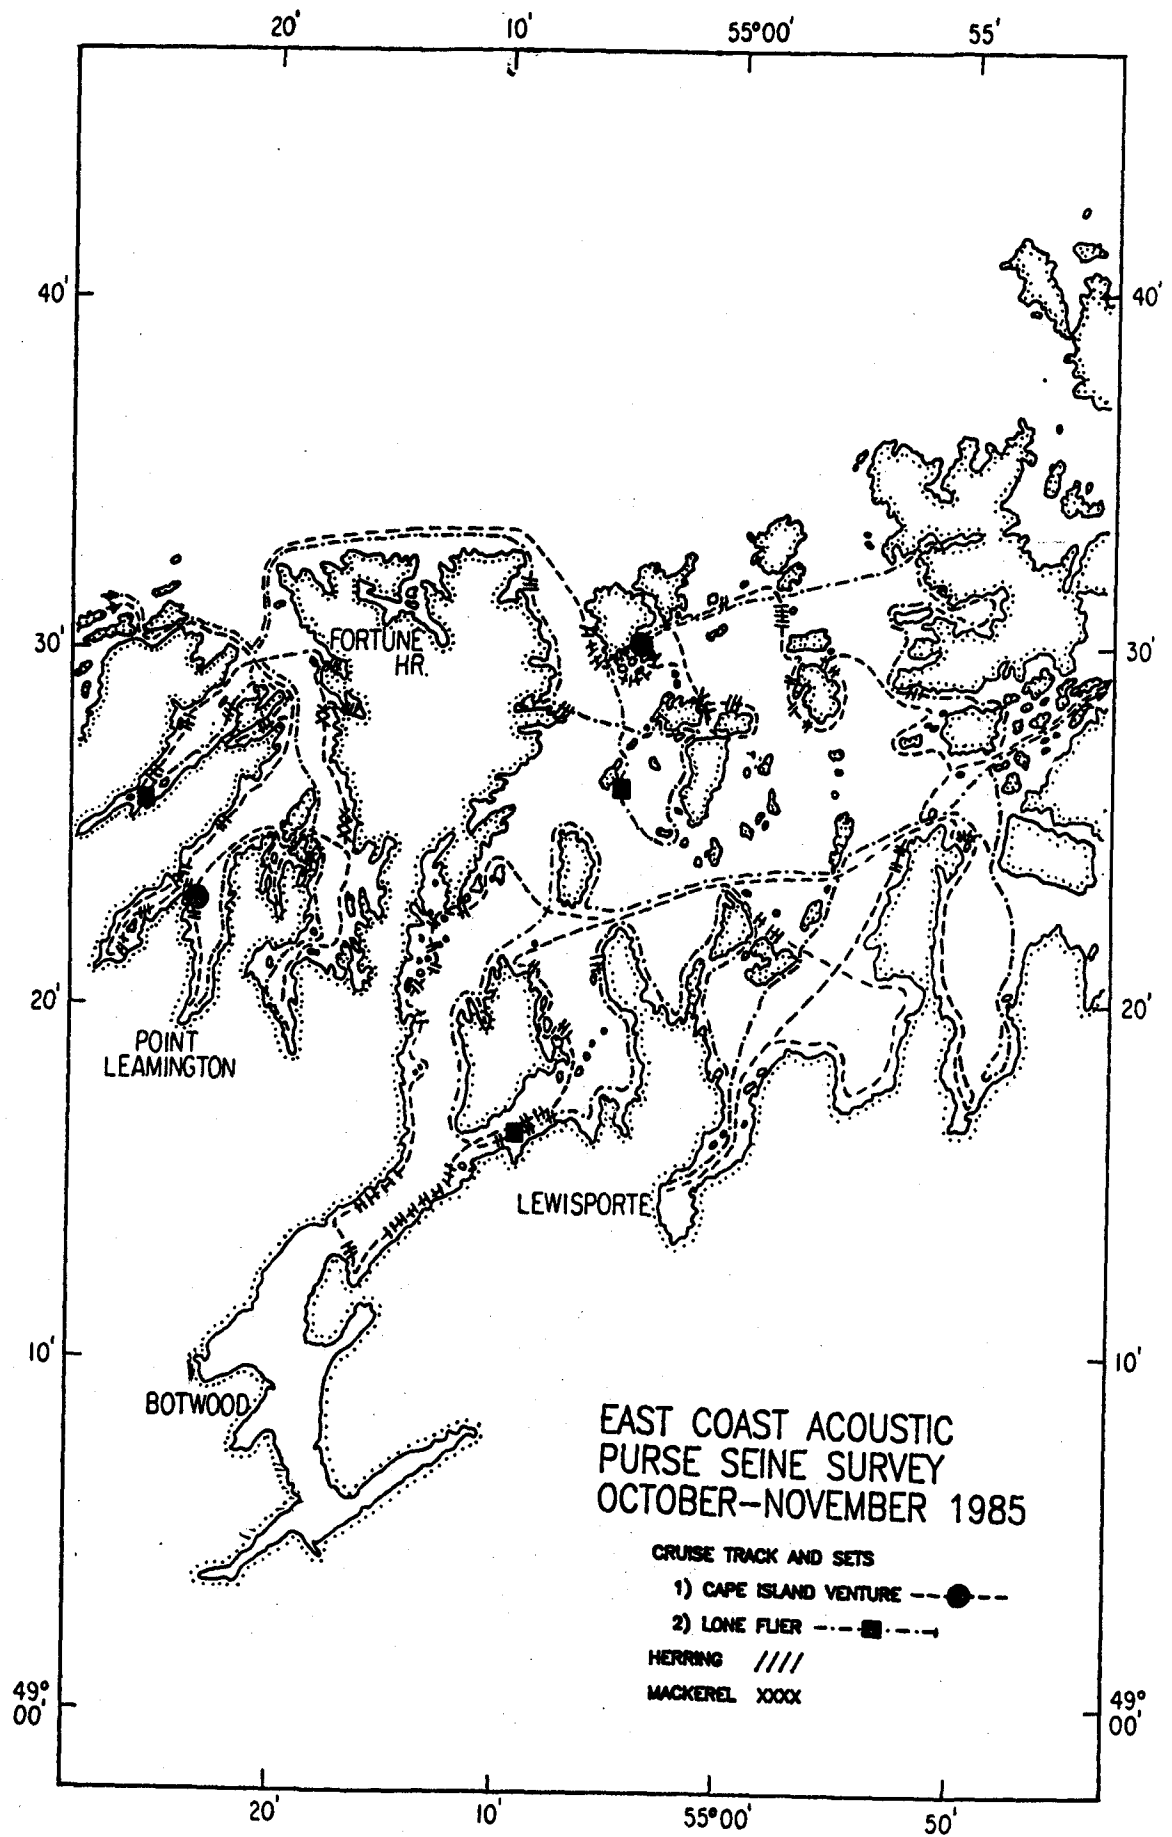 20' 10' 55°00' 55'
40' 40'
FORTUNE
HR.
30' 30'
20' 20'
POINT
LEAMINGTON
LEWISPORTE
10' 10'
BOTWOOD
EAST COAST ACOUSTIC
PURSE SEINE SURVEY
OCTOBER-NOVEMBER 1985
CRUISE TRACK AND SETS
1) CAPE ISLAND VENTURE
2) LONE FLIER
HERRING ////
MACKEREL XXXX
49° 49°
00' 00'
20' 10' 55°00' 50'